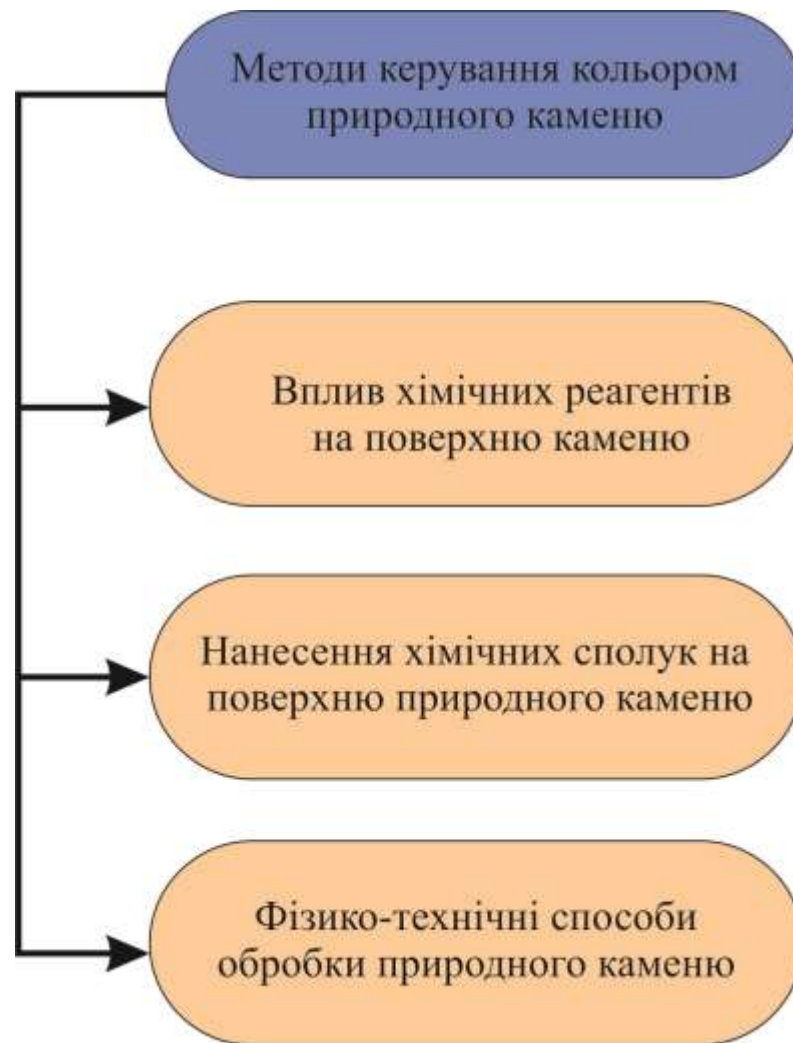 Методи керування кольором
природного каменю
Вплив хімічних реагентів
на поверхню каменю
Нанесення хімічних сполук на
поверхню природного каменю
Фізико-технічні способи
обробки природного каменю